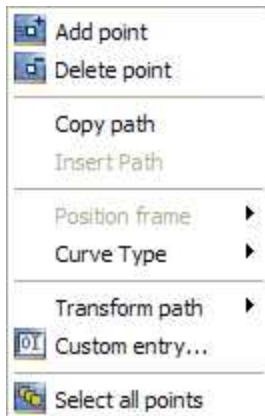 Add point
Delete point
Copy path
Insert Path
Position frame
Curve Type
Transform path
Custom entry...
Select all points